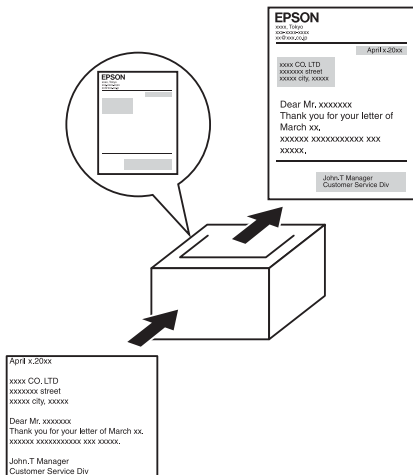 EPSON
EPSON
xxxx, Tokyo
xxx-xxxx-xxxx
xx@xxx.co.jp
April x.20xx
xxxx CO. LTD
xxxxxxx street
xxxxx city, xxxxx
Dear Mr. xxxxxxx
Thank you for your letter of
March xx.
xxxxxx xxxxxxxxxxx xxx
xxxxx.
John.T Manager
Customer Service Div
April x.20xx
xxxx CO. LTD
xxxxxxx street
xxxxx city, xxxxx
Dear Mr. xxxxxxx
Thank you for your letter of March xx.
xxxxxx xxxxxxxxxxx xxx xxxxx.
John.T Manager
Customer Service Div